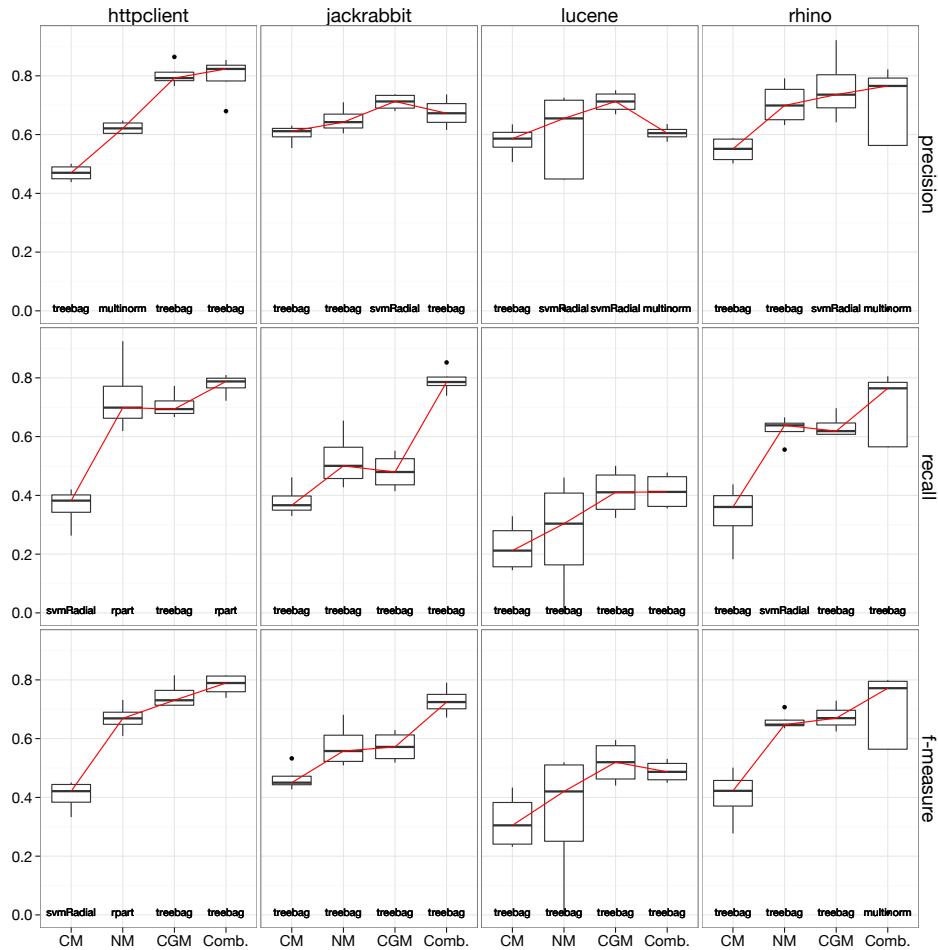 httpclient jackrabbit lucene rhino
0.8
0.6
0.4
0.2
0.0
treebag multinorm treebag treebag treebag treebag svmRadial treebag treebag svmRadial svmRadial multinorm treebag treebag svmRadial multinorm
precision
0.8
0.6
0.4
0.2
0.0
svmRadial rpart treebag rpart treebag treebag treebag treebag treebag treebag treebag treebag treebag svmRadial treebag treebag
recall
0.8
0.6
0.4
0.2
0.0
svmRadial rpart treebag treebag treebag treebag treebag treebag treebag treebag treebag treebag treebag treebag treebag multinorm
f-measure
CM NM CGM Comb. CM NM CGM Comb. CM NM CGM Comb. CM NM CGM Comb.